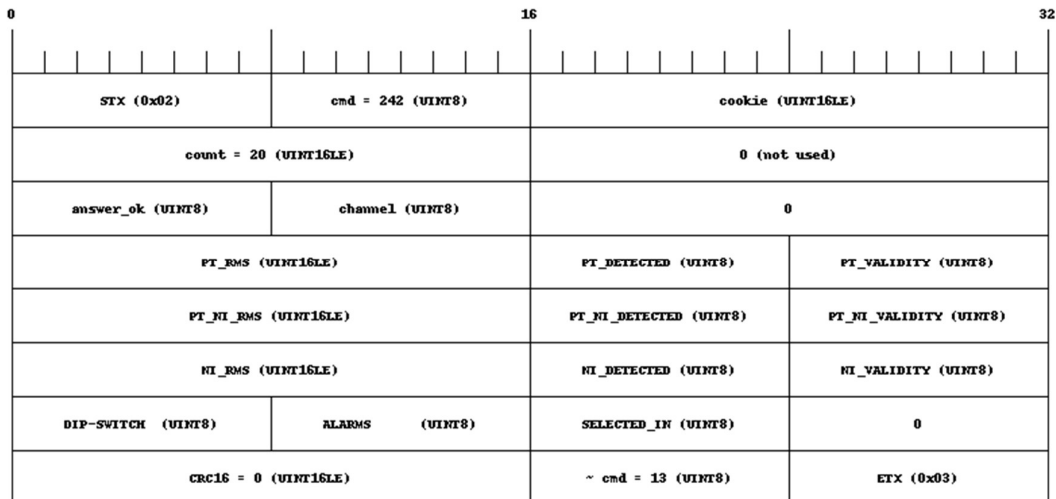 0 16 32
STX (0x02) cmd = 242 (UINT8) cookie (UINT16LE)
count = 20 (UINT16LE) 0 (not used)
answer_ok (UINT8) channel (UINT8) 0
PT_RMS (UINT16LE) PT_DETECTED (UINT8) PT_VALIDITY (UINT8)
PT_NI_RMS (UINT16LE) PT_NI_DETECTED (UINT8) PT_NI_VALIDITY (UINT8)
NI_RMS (UINT16LE) NI_DETECTED (UINT8) NI_VALIDITY (UINT8)
DIP-SWITCH (UINT8) ALARMS (UINT8) SELECTED_IN (UINT8) 0
CRC16 = 0 (UINT16LE) ~ cmd = 13 (UINT8) ETX (0x03)